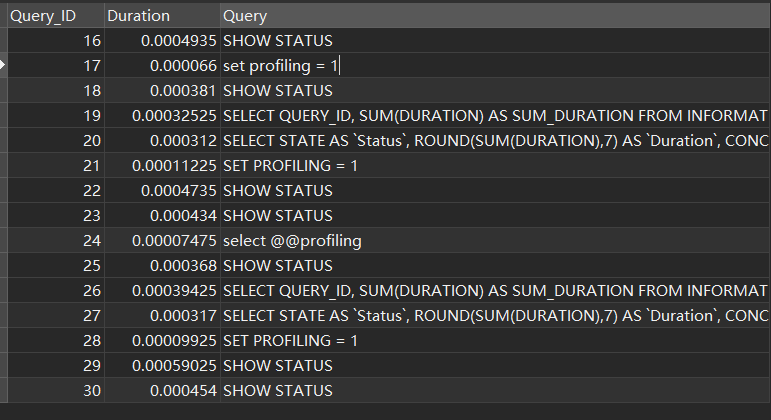 Query_ID Duration Query
16 0.0004935 SHOW STATUS
17 0.000066 set profiling = 1
18 0.000381 SHOW STATUS
19 0.00032525 SELECT QUERY_ID, SUM(DURATION) AS SUM_DURATION FROM INFORMAT
20 0.000312 SELECT STATE AS `Status`, ROUND(SUM(DURATION),7) AS `Duration`, CONC
21 0.00011225 SET PROFILING = 1
22 0.0004735 SHOW STATUS
23 0.000434 SHOW STATUS
24 0.00007475 select @@profiling
25 0.000368 SHOW STATUS
26 0.00039425 SELECT QUERY_ID, SUM(DURATION) AS SUM_DURATION FROM INFORMAT
27 0.000317 SELECT STATE AS `Status`, ROUND(SUM(DURATION),7) AS `Duration`, CONC
28 0.00009925 SET PROFILING = 1
29 0.00059025 SHOW STATUS
30 0.000454 SHOW STATUS